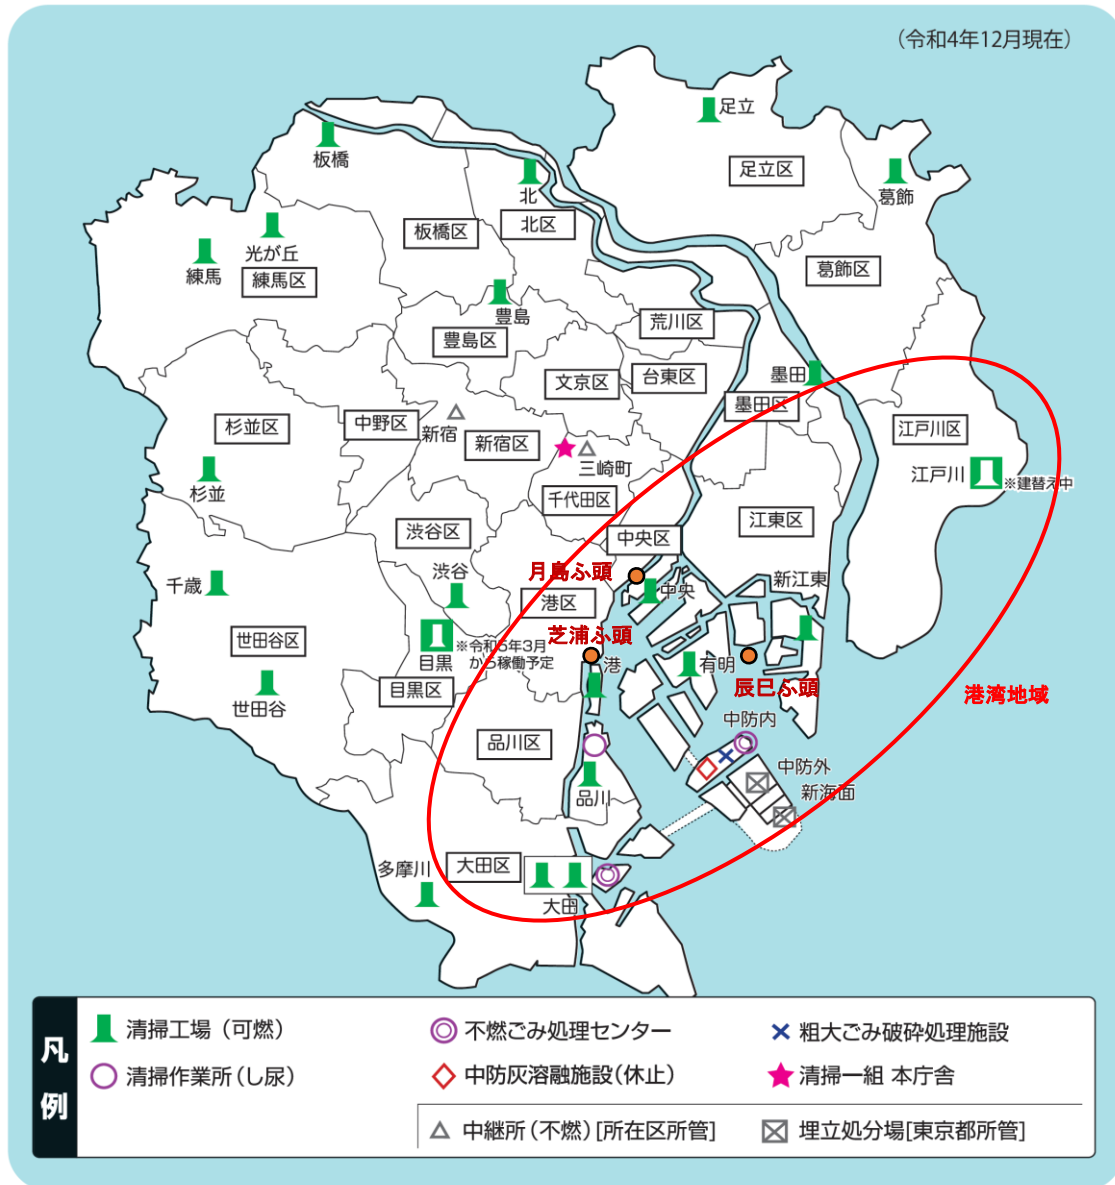 (令和4年12月現在)
足立
板橋
北
足立区
葛飾
板橋区
北区
光が丘
練馬
練馬区
葛飾区
豊島
荒川区
豊島区
文京区
台東区
墨田
墨田区
杉並区
中野区
新宿
新宿区
江戸川区
三崎町
江戸川
※建替え中
杉並
千代田区
渋谷区
中央区
江東区
月島ふ頭
渋谷
中央
新江東
千歳
港区
世田谷区
芝浦ふ頭
※令和5年3月
から稼働予定
目黒
港
有明
目黒区
辰巳ふ頭
世田谷
港湾地域
中防内
品川区
中防外
新海面
品川
多摩川
大田区
大田
凡例
清掃工場(可燃)
不燃ごみ処理センター
粗大ごみ破砕処理施設
清掃作業所(し尿)
中防灰溶融施設(休止)
清掃一組 本庁舎
中継所(不燃)[所在区所管]
埋立処分場[東京都所管]